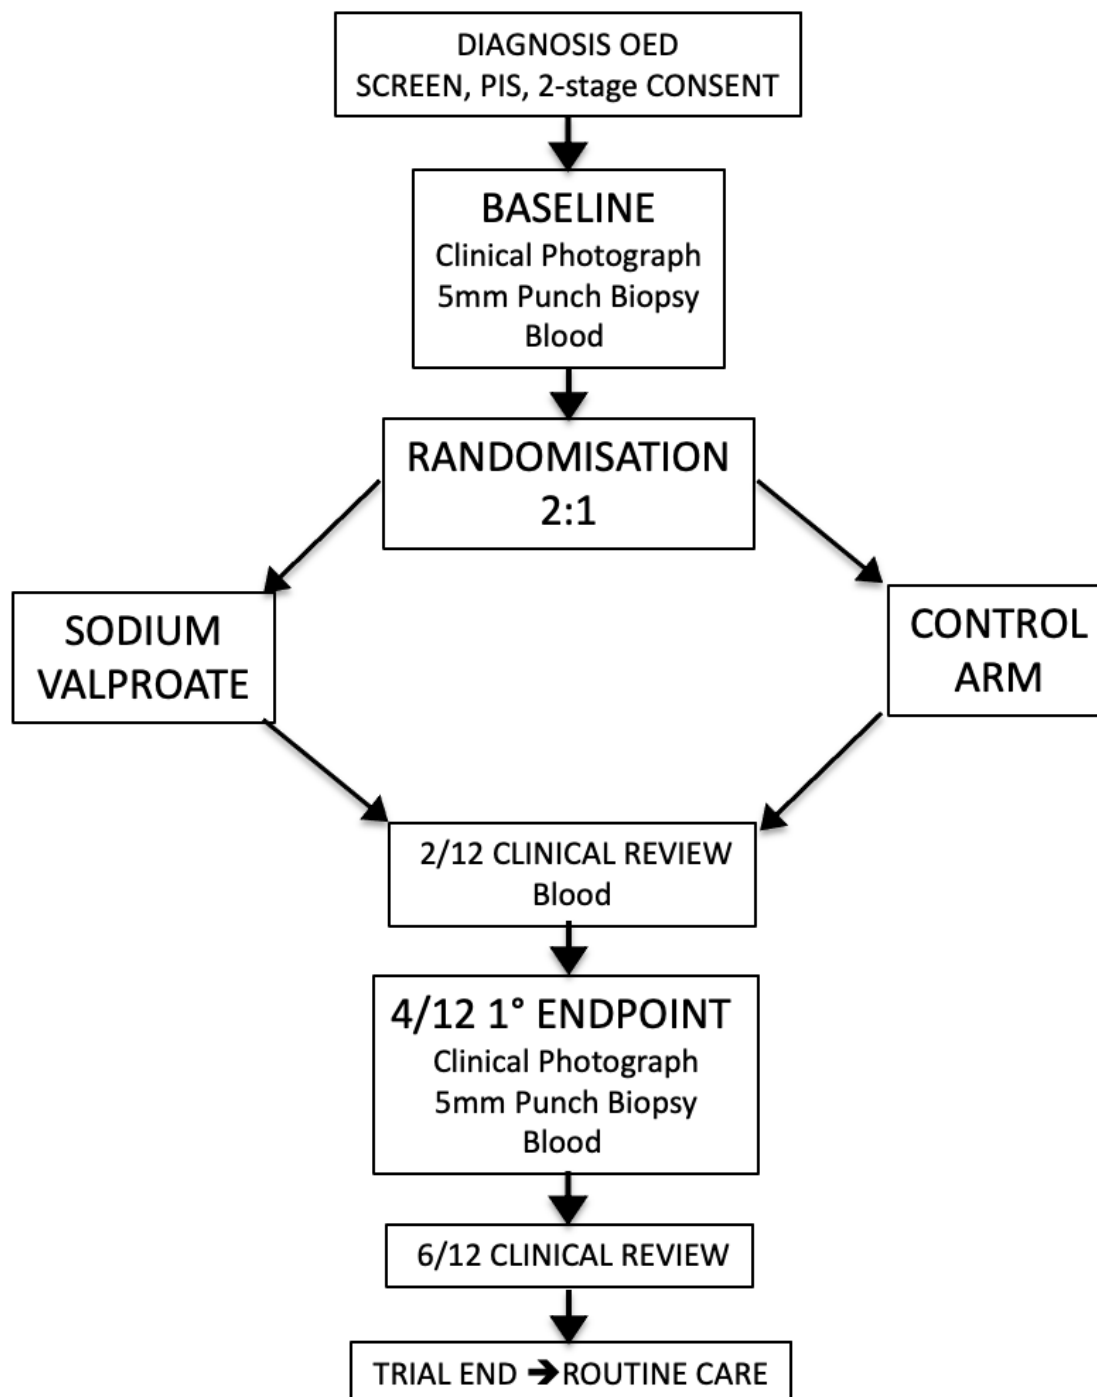 DIAGNOSIS OED
SCREEN, PIS, 2-stage CONSENT
BASELINE
Clinical Photograph
5mm Punch Biopsy
Blood
RANDOMISATION
2:1
SODIUM
VALPROATE
CONTROL
ARM
2/12 CLINICAL REVIEW
Blood
4/12 1° ENDPOINT
Clinical Photograph
5mm Punch Biopsy
Blood
6/12 CLINICAL REVIEW
TRIAL END ➔ROUTINE CARE